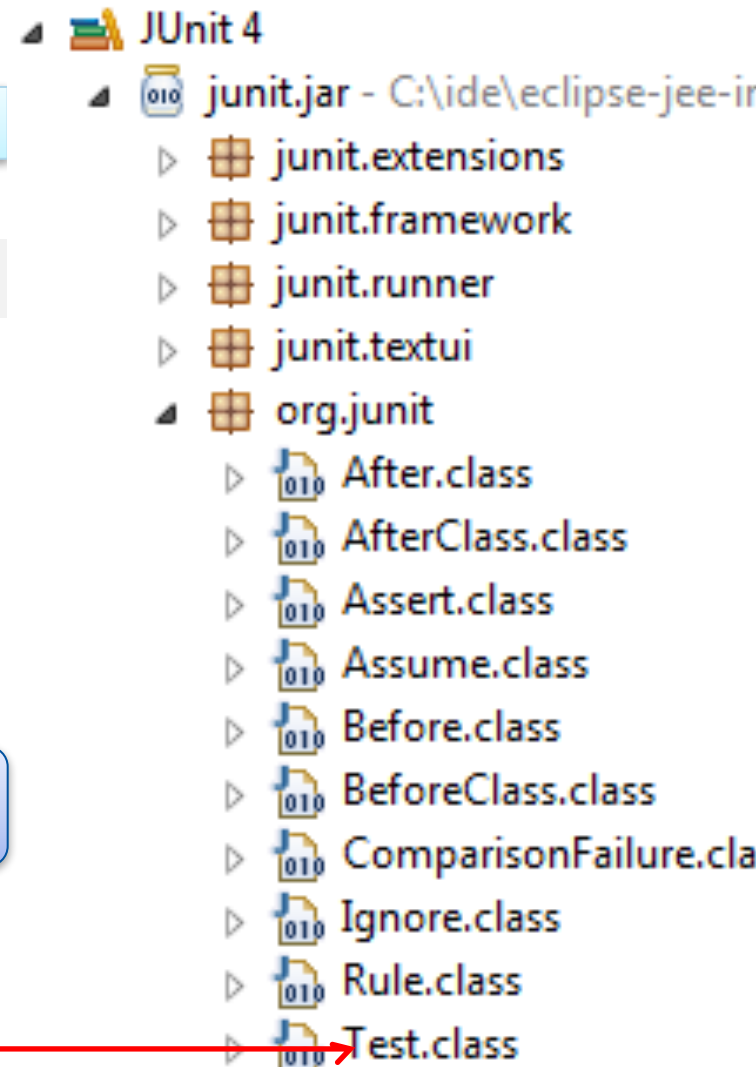 JUnit 4
junit.jar - C:\ide\eclipse-jee-in
junit.extensions
junit.framework
junit.runner
junit.textui
org.junit
After.class
AfterClass.class
Assert.class
Assume.class
Before.class
BeforeClass.class
ComparisonFailure.cla
Ignore.class
Rule.class
Test.class